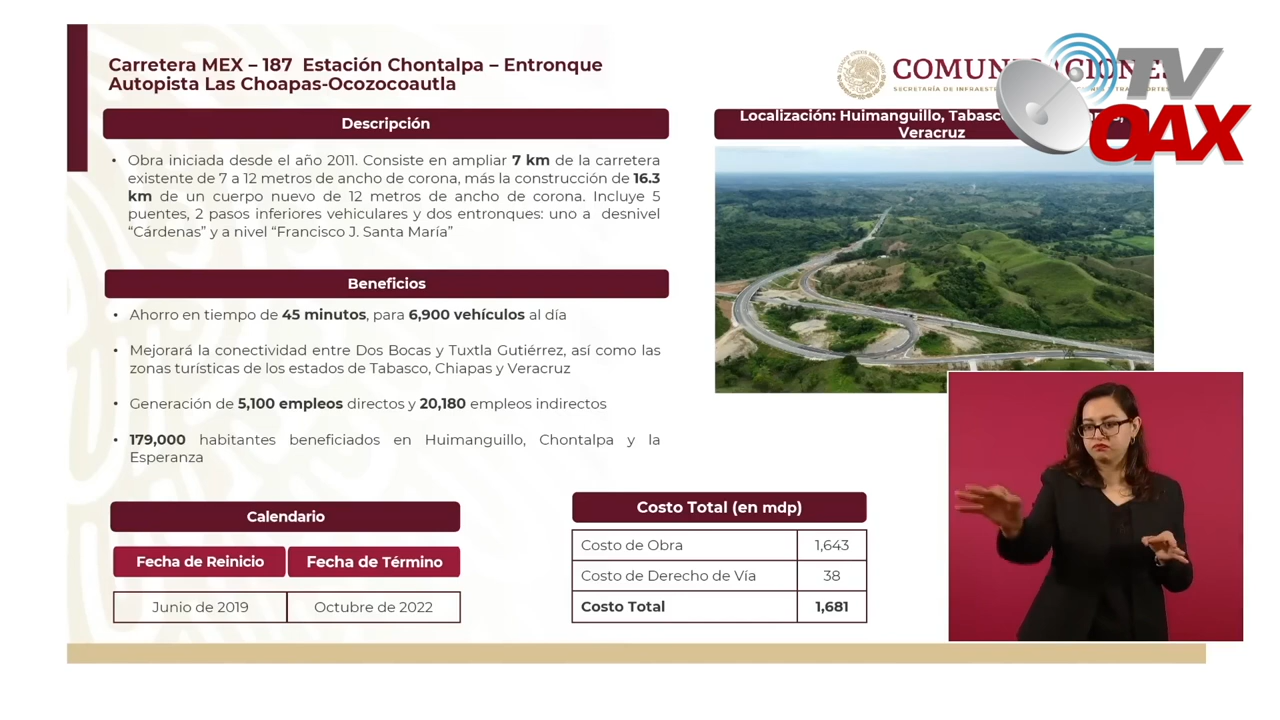 Carretera MEX – 187 Estación Chontalpa – Entronque
Autopista Las Choapas-Ocozocoautla
TV
OAX
Descripción
• Obra iniciada desde el año 2011. Consiste en ampliar 7 km de la carretera
existente de 7 a 12 metros de ancho de corona, más la construcción de 16.3
km de un cuerpo nuevo de 12 metros de ancho de corona. Incluye 5
puentes, 2 pasos inferiores vehiculares y dos entronques: uno a desnivel
“Cárdenas” y a nivel “Francisco J. Santa María”
Localización: Huimanguillo, Tabasco
Veracruz
Beneficios
• Ahorro en tiempo de 45 minutos, para 6,900 vehículos al día
• Mejorará la conectividad entre Dos Bocas y Tuxtla Gutiérrez, así como las
zonas turísticas de los estados de Tabasco, Chiapas y Veracruz
• Generación de 5,100 empleos directos y 20,180 empleos indirectos
• 179,000 habitantes beneficiados en Huimanguillo, Chontalpa y la
Esperanza
Calendario
Fecha de Reinicio Fecha de Término
Junio de 2019 Octubre de 2022
Costo Total (en mdp)
Costo de Obra 1,643
Costo de Derecho de Vía 38
Costo Total 1,681